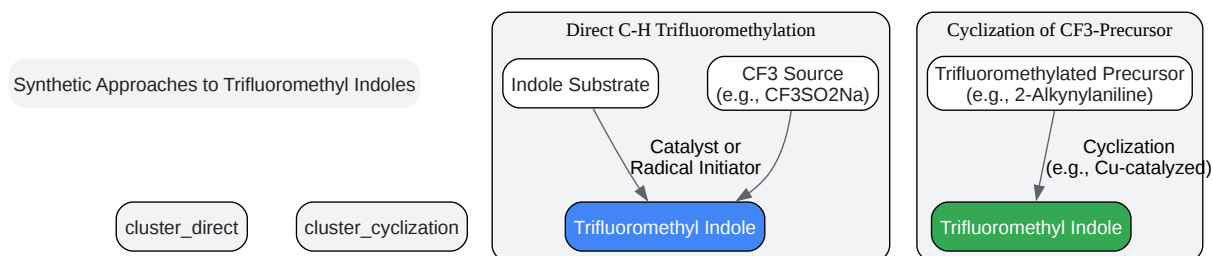 Synthetic Approaches to Trifluoromethyl Indoles
cluster_direct
cluster_cyclization
Direct C-H Trifluoromethylation
Indole Substrate
CF3 Source
(e.g., CF3SO2Na)
Catalyst or
Radical Initiator
Trifluoromethyl Indole
Cyclization of CF3-Precursor
Trifluoromethylated Precursor
(e.g., 2-Alkynylaniline)
Cyclization
(e.g., Cu-catalyzed)
Trifluoromethyl Indole